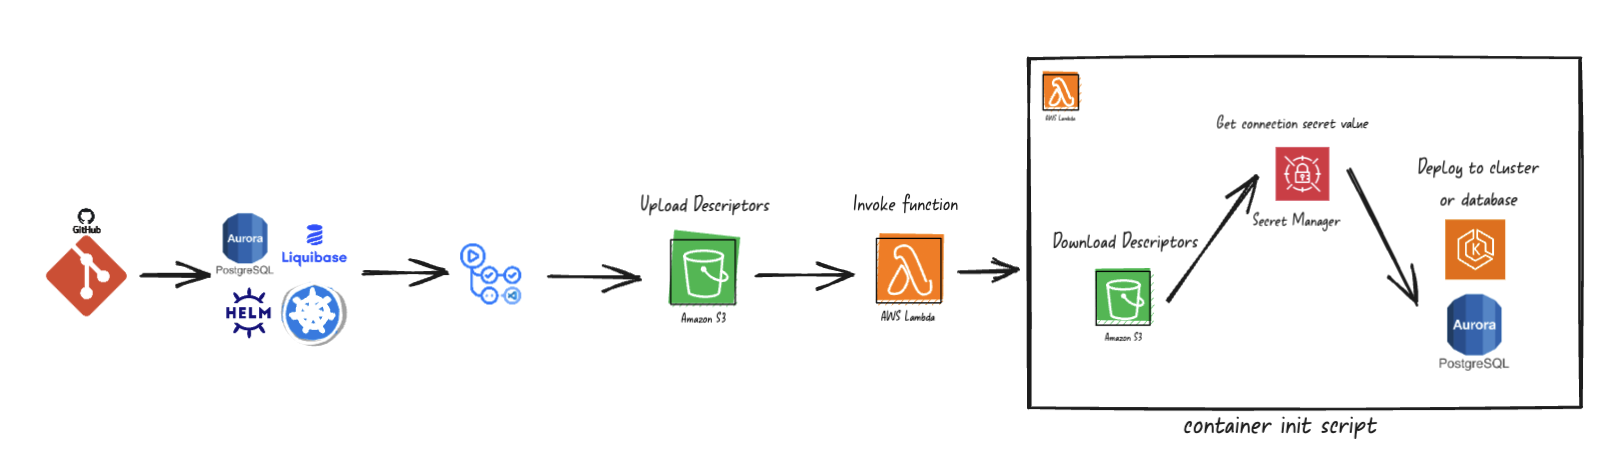 GitHub
Aurora
PostgreSQL
Liquibase
HELM
Upload Descriptors
Amazon S3
Invoke function
AWS Lambda
AWS Lambda
Download Descriptors
Amazon S3
Get connection secret value
Secret Manager
Deploy to cluster
or database
K
Aurora
PostgreSQL
container init script